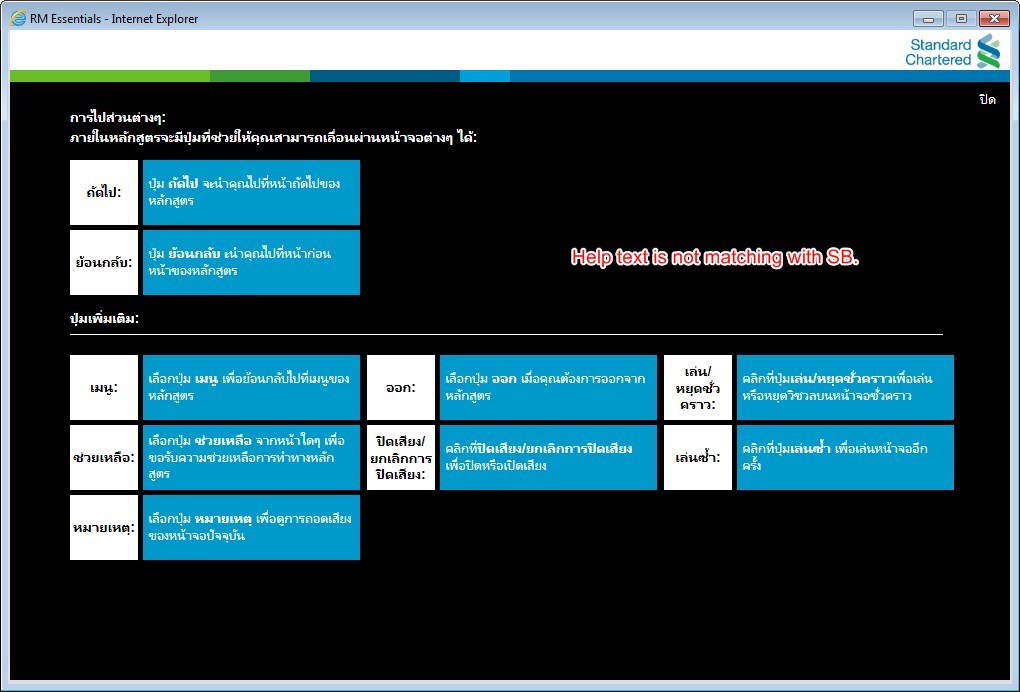 RM Essentials - Internet Explorer
Standard
Chartered
ปิด
การไปส่วนต่างๆ:
ภายในหลักสูตรจะมีปุ่มที่ช่วยให้คุณสามารถเลื่อนผ่านหน้าจอต่างๆ ได้:
ถัดไป:
ปุ่ม ถัดไป จะนำคุณไปที่หน้าถัดไปของ
หลักสูตร
ย้อนกลับ:
ปุ่ม ย้อนกลับ ะนำคุณไปที่หน้าก่อน
หน้าของหลักสูตร
Help text is not matching with SB.
ปุ่มเพิ่มเติม:
เมนู:
เลือกปุ่ม เมนู เพื่อย้อนกลับไปที่เมนูของ
หลักสูตร
ออก:
เลือกปุ่ม ออก เมื่อคุณต้องการออกจาก
หลักสูตร
เล่น/
หยุดชั่ว
คราว:
คลิกที่ปุ่มเล่น/หยุดชั่วคราวเพื่อเล่น
หรือหยุดวิชวลบนหน้าจอชั่วคราว
ช่วยเหลือ:
เลือกปุ่ม ช่วยเหลือ จากหน้าใดๆ เพื่อ
ขอรับความช่วยเหลือการทำทางหลัก
สูตร
ปิดเสียง/
ยกเลิกการ
ปิดเสียง:
คลิกที่ปิดเสียง/ยกเลิกการปิดเสียง
เพื่อปิดหรือเปิดเสียง
เล่นซ้ำ:
คลิกที่ปุ่มเล่นซ้ำ เพื่อเล่นหน้าจออีก
ครั้ง
หมายเหตุ:
เลือกปุ่ม หมายเหตุ เพื่อดูการถอดเสียง
ของหน้าจอปัจจุบัน